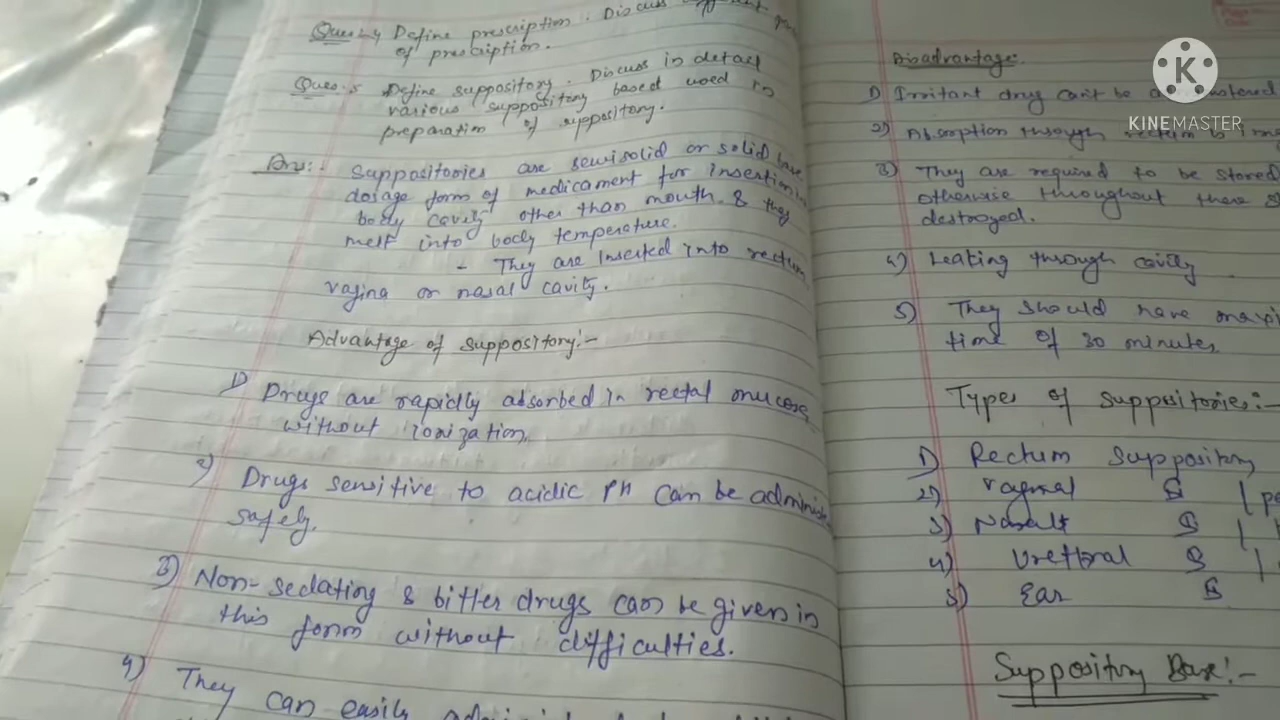 Ques:-4 Define prescription. Discuss
of prescription.
Ques:5 Define suppository. Discuss in detail
various suppository based used in
preparation of suppository.
Ans:- Suppositories are semisolid or solid
dosage form of medicament for insertion
body cavity other than mouth & they
melt into body temperature.
- They are inserted into rectum
vagina or nasal cavity.
Advantage of suppository:-
1) Drugs are rapidly absorbed in rectal mucosa
without ionization.
2) Drugs sensitive to acidic PH can be
safely.
3) Non-sedating & bitter drugs can be given in
this form without difficulties.
4) They can easily
Disadvantage:
1) Irritant drug can't be
2) Absorption through rectum is
3) They are required to be stored
otherwise throughout there
destroyed.
4) Leaking through cavity
5) They should have
time of 30 minutes.
Types of suppositories:-
1) Rectum Suppository
2) Vaginal S
3) Nasal S
4) Urethral S
5) Ear S
Suppository Base:-
K
KINEMASTER